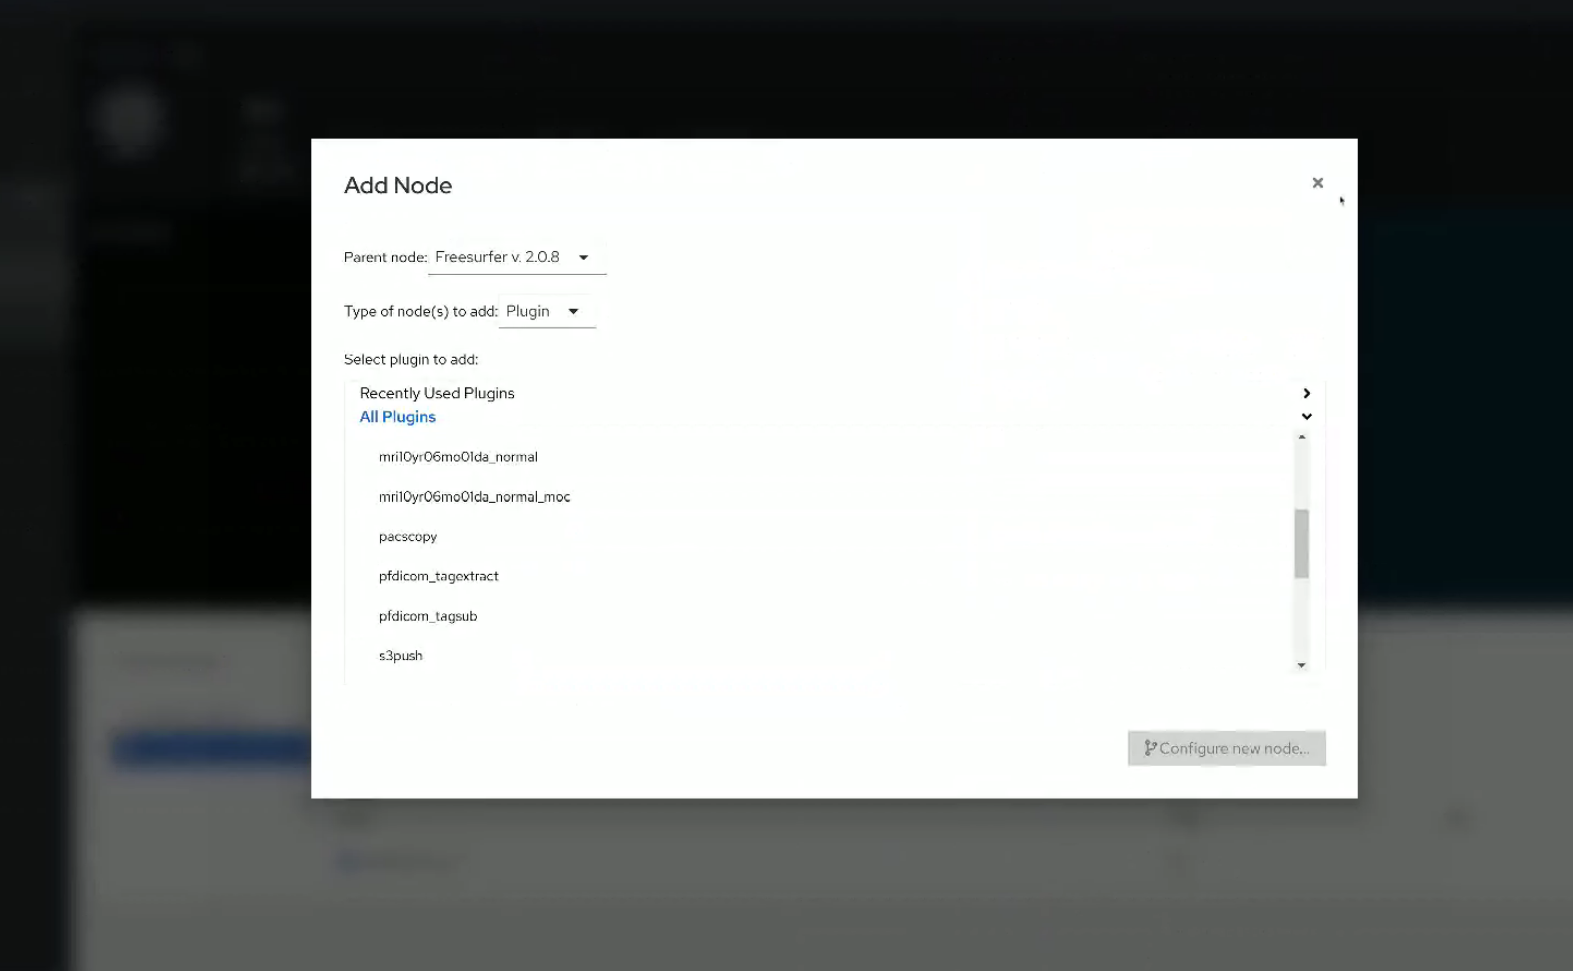 Add Node
Parent node: Freesurfer v. 2.0.8
Type of node(s) to add: Plugin
Select plugin to add:
Recently Used Plugins
All Plugins
mri10yr06mo01da_normal
mri10yr06mo01da_normal_moc
pacscopy
pfdicom_tagextract
pfdicom_tagsub
s3push
Configure new node...